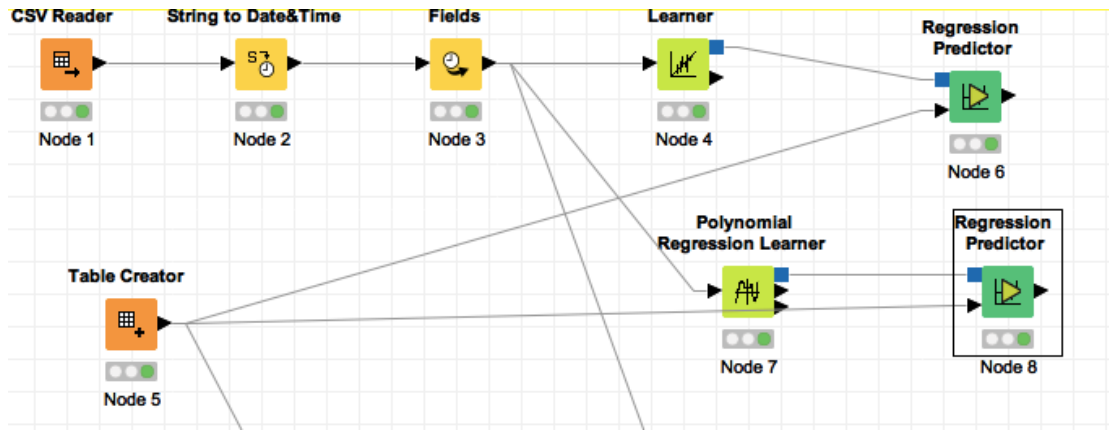 CSV Reader
String to Date&Time
Fields
Learner
Regression
Predictor
S
Node 1
Node 2
Node 3
Node 4
Node 6
Polynomial
Regression Learner
Regression
Predictor
Table Creator
Node 7
Node 8
Node 5